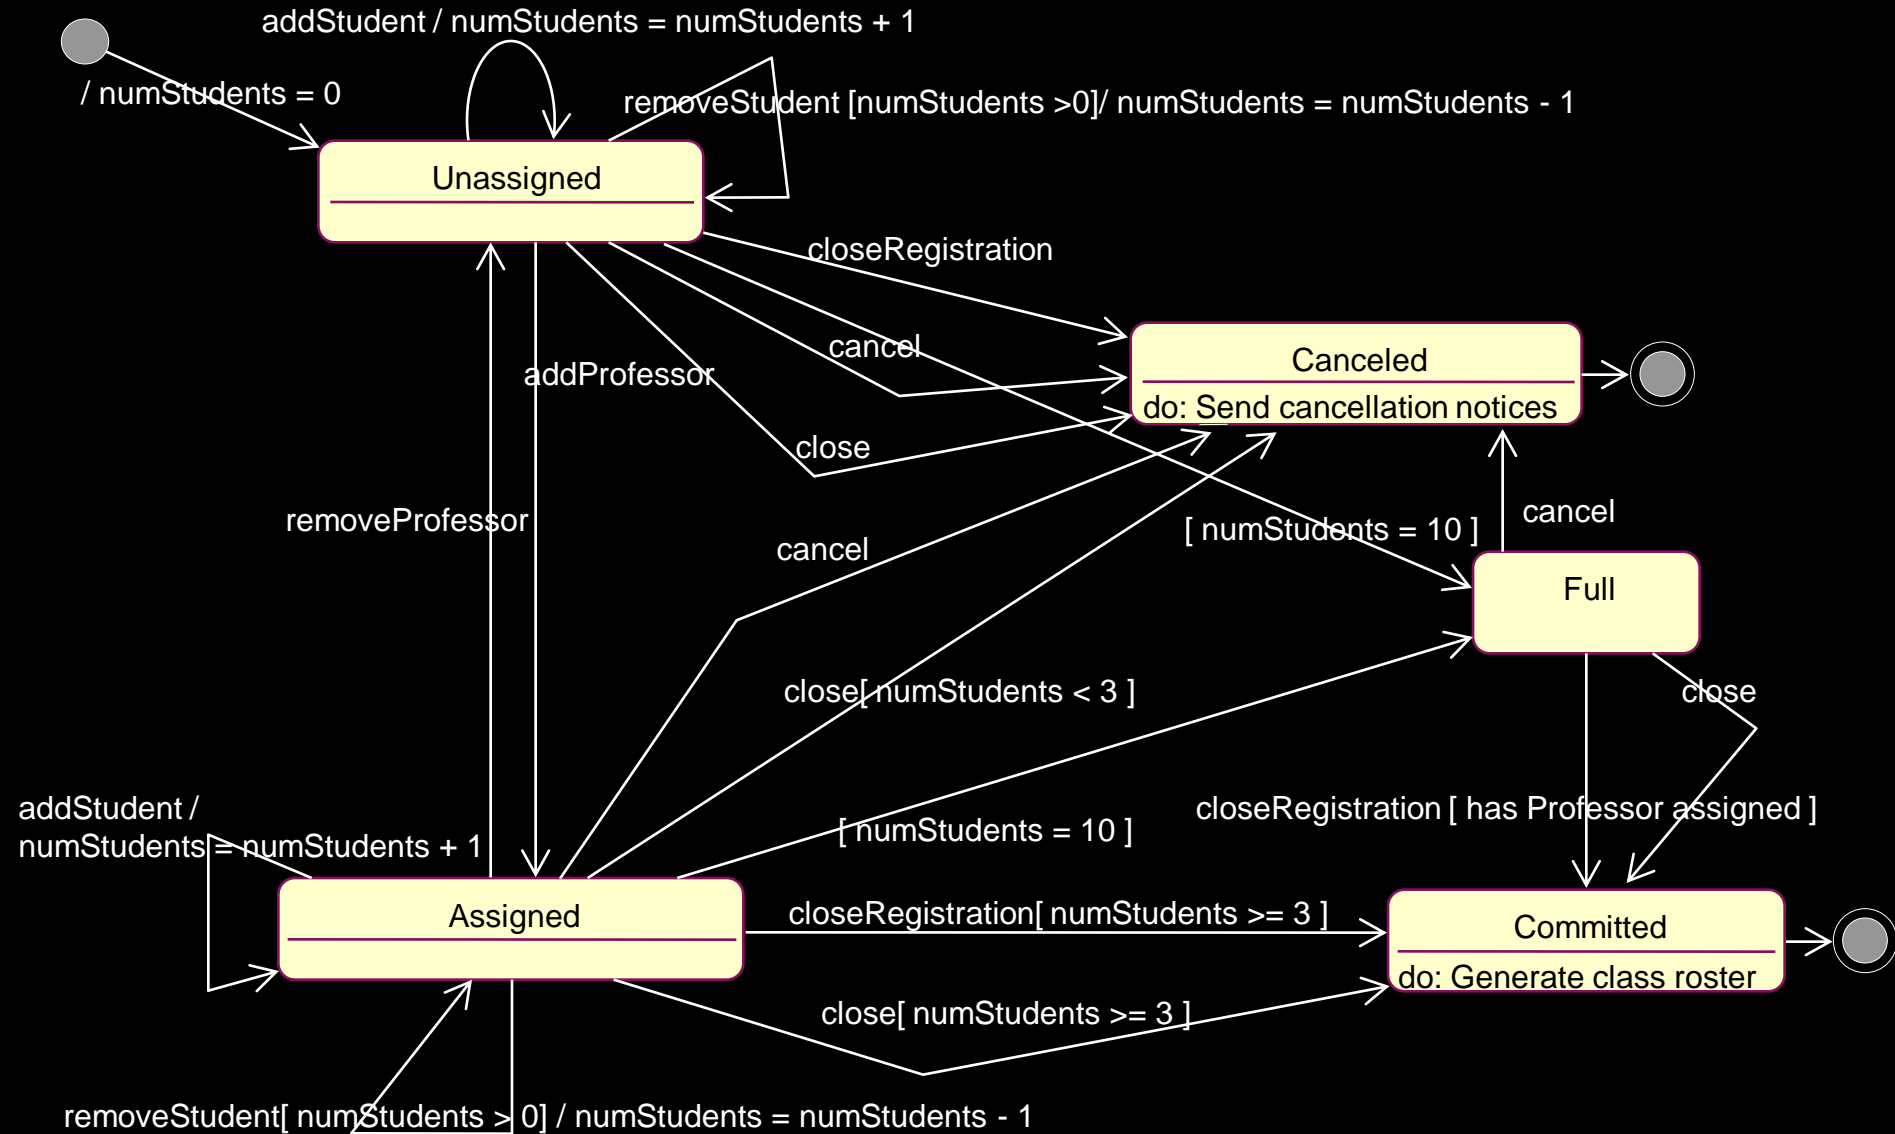 addStudent / numStudents = numStudents + 1
/ numStudents = 0
removeStudent [numStudents >0]/ numStudents = numStudents - 1
Unassigned
closeRegistration
cancel
Canceled
addProfessor
do: Send cancellation notices
close
removeProfessor
cancel
[ numStudents = 10 ]
cancel
Full
close[ numStudents < 3 ]
close
addStudent /
numStudents = numStudents + 1
[ numStudents = 10 ]
closeRegistration [ has Professor assigned ]
Assigned
closeRegistration[ numStudents >= 3 ]
Committed
do: Generate class roster
close[ numStudents >= 3 ]
removeStudent[ numStudents > 0] / numStudents = numStudents - 1